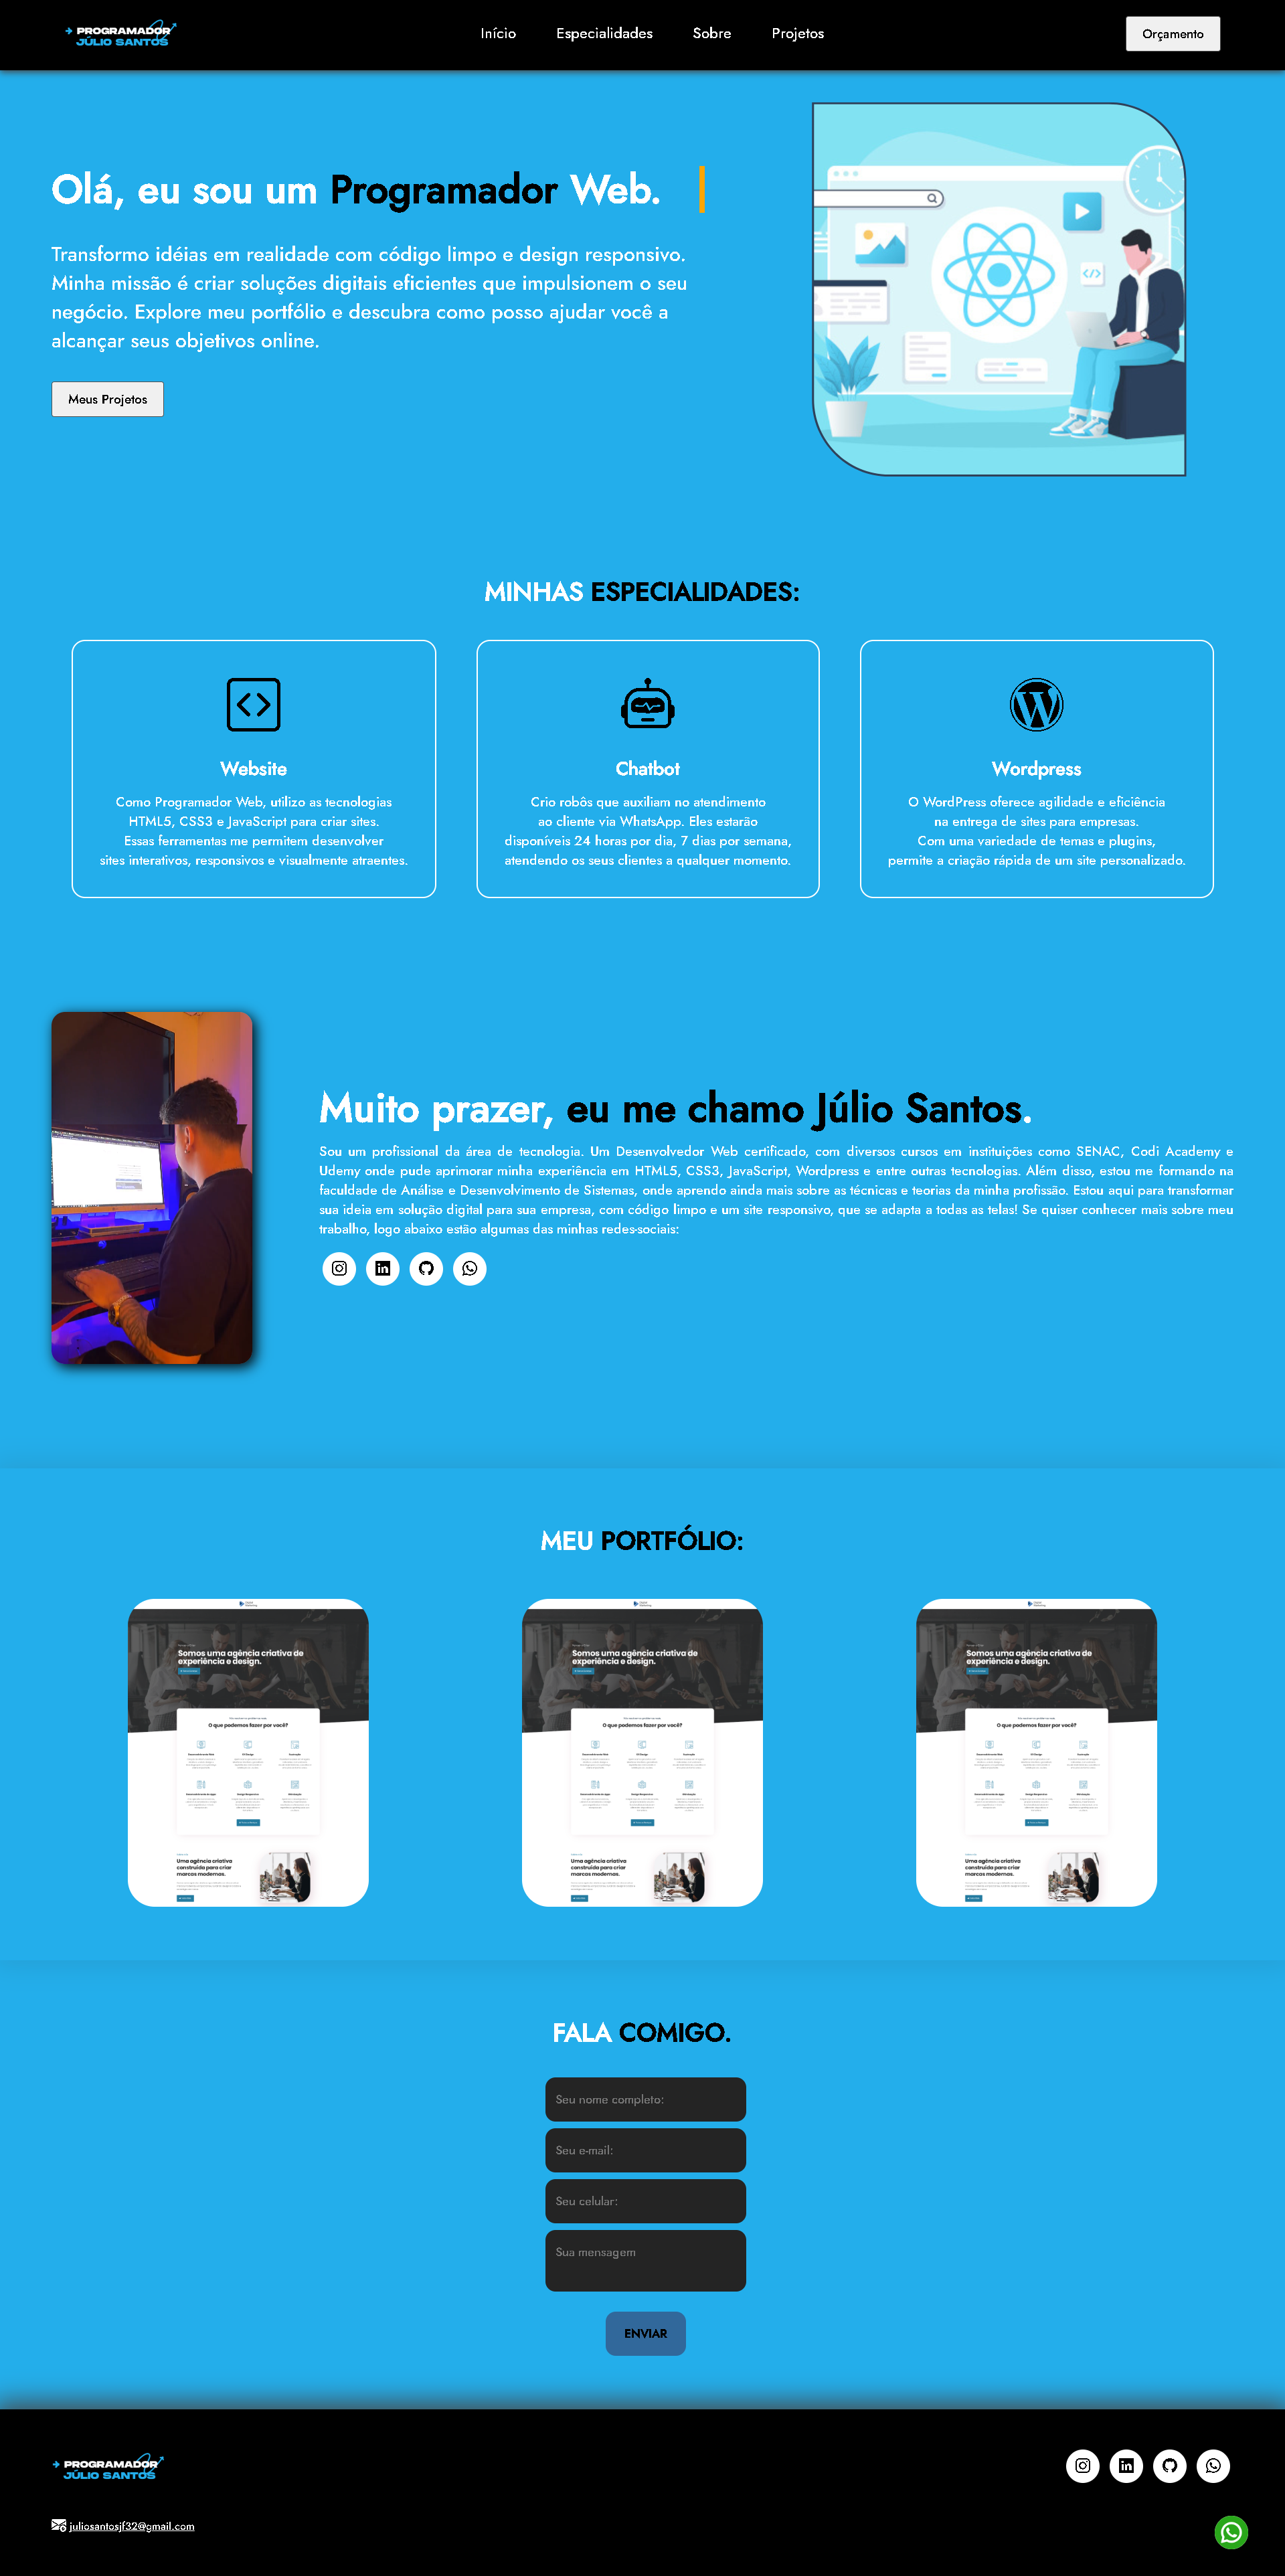 PROGRAMADOR
JÚLIO SANTOS
Início
Especialidades
Sobre
Projetos
Orçamento
Olá, eu sou um Programador Web.
Transformo idéias em realidade com código limpo e design responsivo.
Minha missão é criar soluções digitais eficientes que impulsionem o seu
negócio. Explore meu portfólio e descubra como posso ajudar você a
alcançar seus objetivos online.
Meus Projetos
MINHAS ESPECIALIDADES:
Website
Como Programador Web, utilizo as tecnologias
HTML5, CSS3 e JavaScript para criar sites.
Essas ferramentas me permitem desenvolver
sites interativos, responsivos e visualmente atraentes.
Chatbot
Crio robôs que auxiliam no atendimento
ao cliente via WhatsApp. Eles estarão
disponíveis 24 horas por dia, 7 dias por semana,
atendendo os seus clientes a qualquer momento.
Wordpress
O WordPress oferece agilidade e eficiência
na entrega de sites para empresas.
Com uma variedade de temas e plugins,
permite a criação rápida de um site personalizado.
Muito prazer, eu me chamo Júlio Santos.
Sou um profissional da área de tecnologia. Um Desenvolvedor Web certificado, com diversos cursos em instituições como SENAC, Codi Academy e
Udemy onde pude aprimorar minha experiência em HTML5, CSS3, JavaScript, Wordpress e entre outras tecnologias. Além disso, estou me formando na
faculdade de Análise e Desenvolvimento de Sistemas, onde aprendo ainda mais sobre as técnicas e teorias da minha profissão. Estou aqui para transformar
sua ideia em solução digital para sua empresa, com código limpo e um site responsivo, que se adapta a todas as telas! Se quiser conhecer mais sobre meu
trabalho, logo abaixo estão algumas das minhas redes-sociais:
MEU PORTFÓLIO:
Somos uma agência criativa de
experiência e design.
O que podemos fazer por você?
Uma agência criativa
construída para criar
marcas modernas.
Somos uma agência criativa de
experiência e design.
O que podemos fazer por você?
Uma agência criativa
construída para criar
marcas modernas.
Somos uma agência criativa de
experiência e design.
O que podemos fazer por você?
Uma agência criativa
construída para criar
marcas modernas.
FALA COMIGO.
Seu nome completo:
Seu e-mail:
Seu celular:
Sua mensagem
ENVIAR
PROGRAMADOR
JÚLIO SANTOS
juliosantosjf32@gmail.com